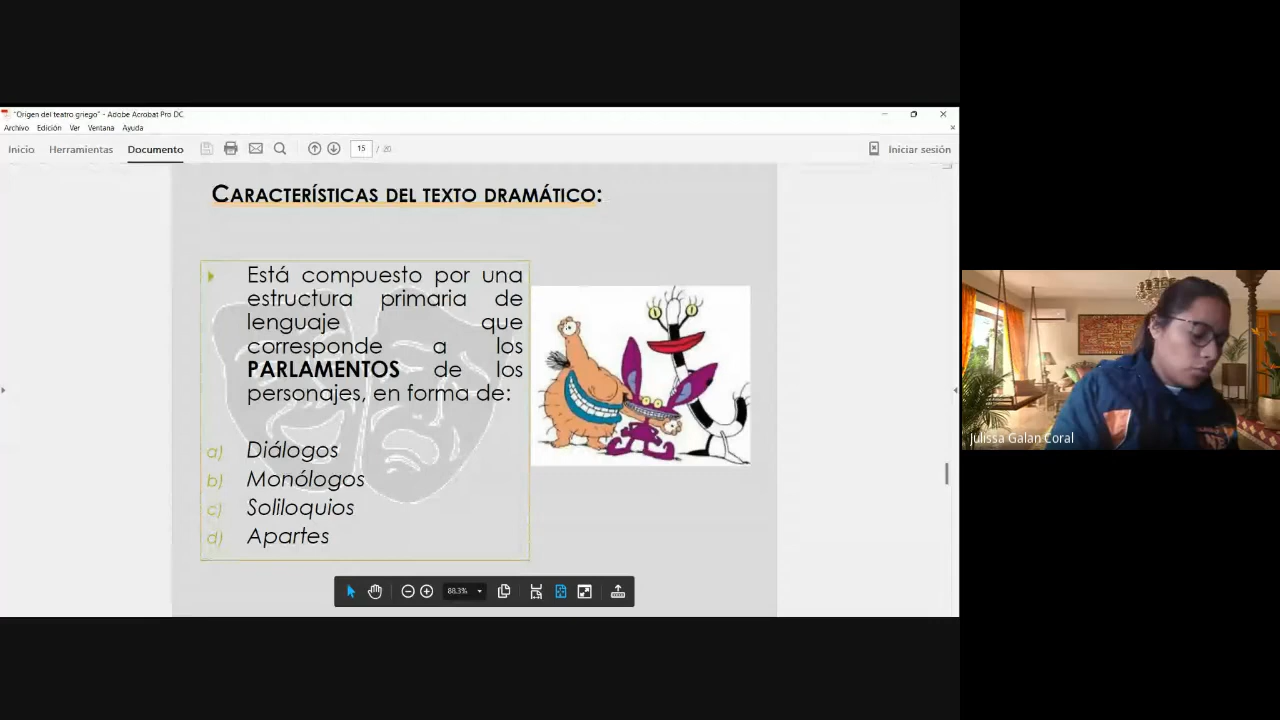 "Origen del teatro griego" - Adobe Acrobat Pro DC
Archivo Edición Ver Ventana Ayuda
Inicio Herramientas Documento 15 / 20 Iniciar sesión
CARACTERÍSTICAS DEL TEXTO DRAMÁTICO:
Está compuesto por una
estructura primaria de
lenguaje que
corresponde a los
PARLAMENTOS de los
personajes, en forma de:
a) Diálogos
b) Monólogos
c) Soliloquios
d) Apartes
88.3%
Julissa Galan Coral